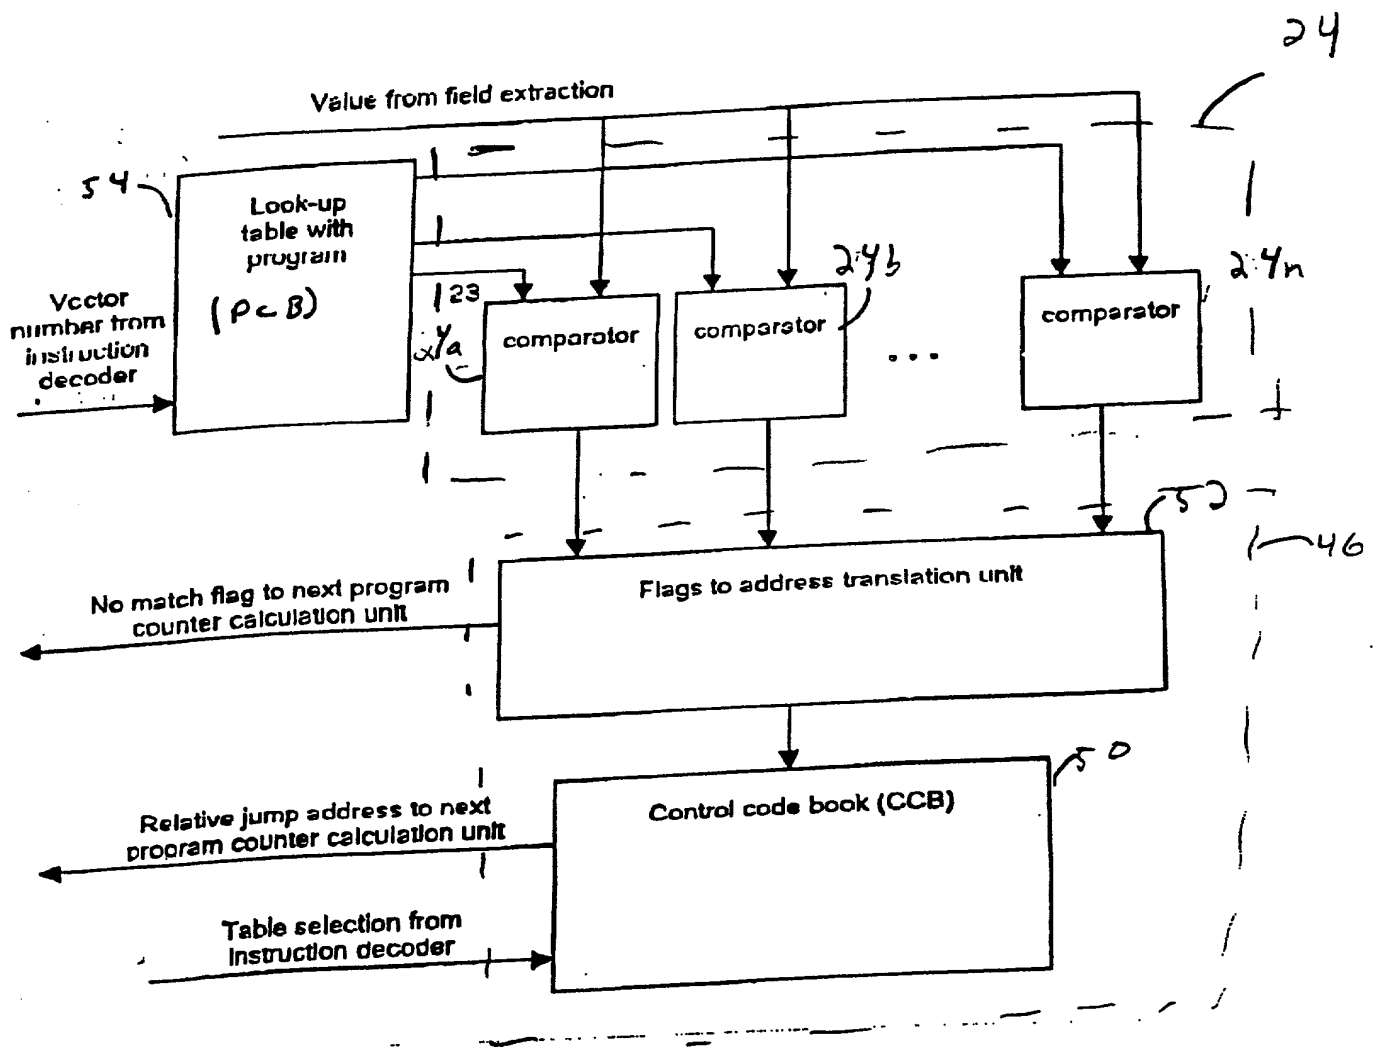 24
Value from field extraction
54
Look-up
table with
program
(PCB)
Vector
number from
instruction
decoder
23
comparator
24b
comparator
...
24n
comparator
52
46
Flags to address translation unit
No match flag to next program
counter calculation unit
50
Control code book (CCB)
Relative jump address to next
program counter calculation unit
Table selection from
Instruction decoder